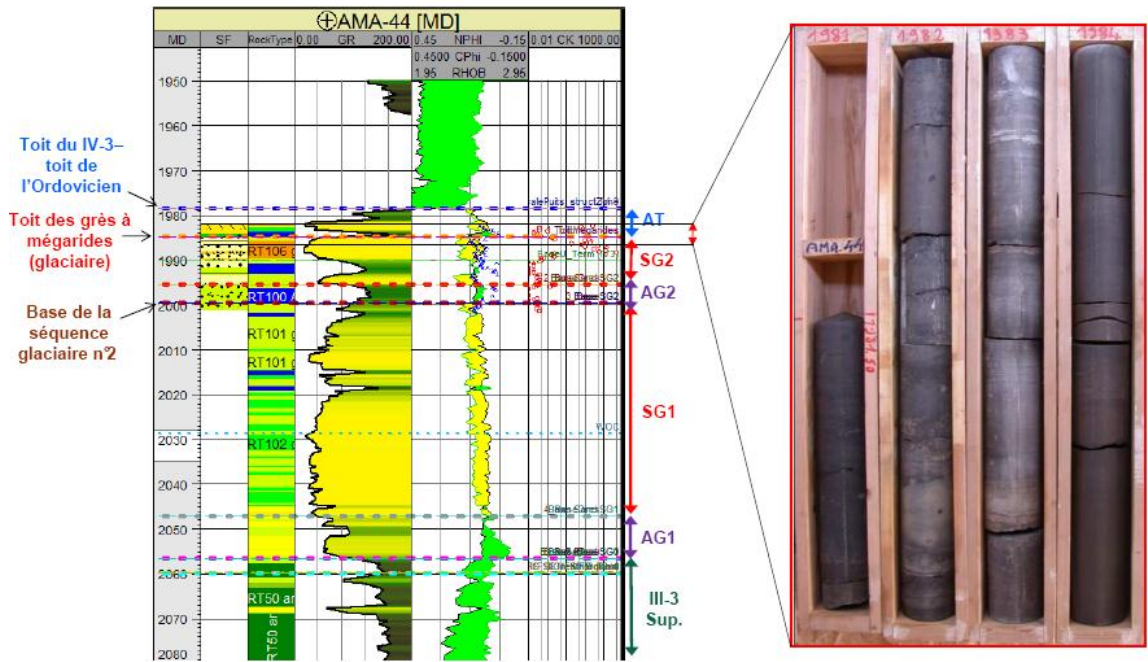 AMA-44 [MD]
MD SF RockType 0.00 GR 200.00 0.45 NPHI -0.15 0.01 CK 1000.00
0.4500 CPhi -0.1500
1.95 RHOB 2.95
1950
1960
1970
1980
1990
2000
2010
2020
2030
2040
2050
2060
2070
2080
Toit du IV-3–
toit de
l'Ordovicien
Toit des grès à
mégarides
(glaciaire)
Base de la
séquence
glaciaire n°2
RT106 g
RT100 A
RT101 g
RT101 g
RT102 g
RT50 ar
RT50 ar
WOC
AT
SG2
AG2
SG1
AG1
III-3
Sup.
1981 1982 1983 1984
AMA.44